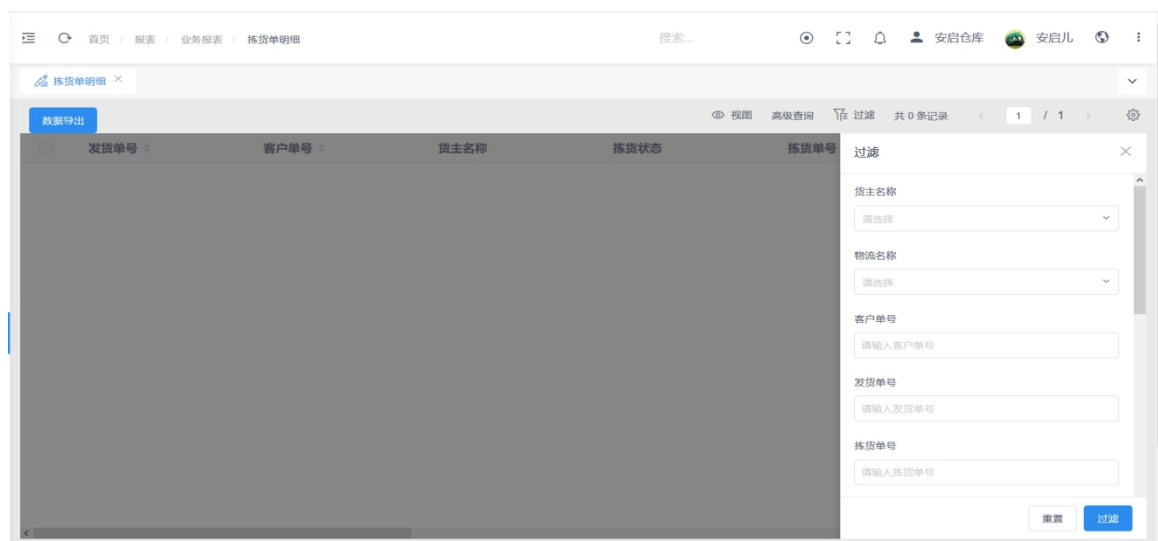 首页 / 报表 / 业务报表 / 拣货单明细 搜索... 安启仓库 安启儿
拣货单明细
数据导出 视图 高级查询 过滤 共 0 条记录 1 / 1
发货单号 客户单号 货主名称 拣货状态 拣货单号
过滤
货主名称
请选择
物流名称
请选择
客户单号
请输入客户单号
发货单号
请输入发货单号
拣货单号
请输入拣货单号
重置 过滤